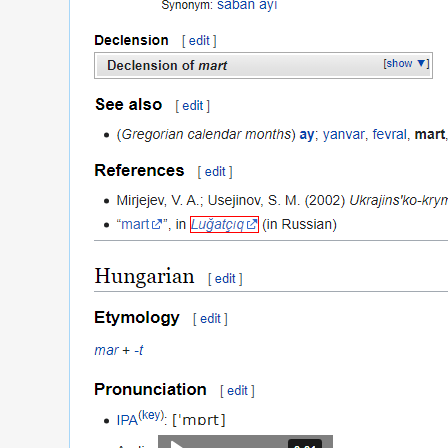 Synonym: saban ayı
Declension [ edit ]
Declension of mart [show ▼]
See also [ edit ]
• (Gregorian calendar months) ay; yanvar, fevral, mart,
References [ edit ]
• Mirjejev, V. A.; Usejinov, S. M. (2002) Ukrajins'ko-krym
• “mart”, in Luğatçıq (in Russian)
Hungarian [ edit ]
Etymology [ edit ]
mar + -t
Pronunciation [ edit ]
• IPA(key): [ˈmɒrt]